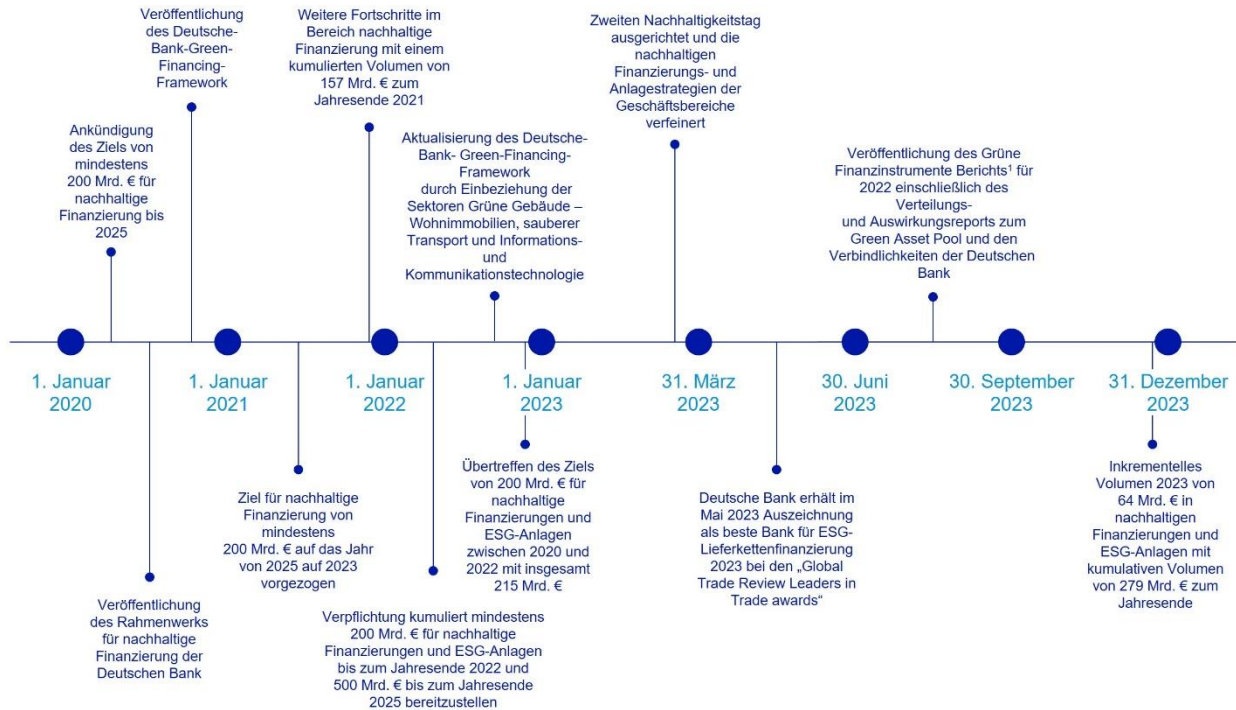 Veröffentlichung
des Deutsche-
Bank-Green-
Financing-
Framework
Weitere Fortschritte im
Bereich nachhaltige
Finanzierung mit einem
kumulierten Volumen von
157 Mrd. € zum
Jahresende 2021
Zweiten Nachhaltigkeitstag
ausgerichtet und die
nachhaltigen
Finanzierungs- und
Anlagestrategien der
Geschäftsbereiche
verfeinert
Ankündigung
des Ziels von
mindestens
200 Mrd. € für
nachhaltige
Finanzierung bis
2025
Aktualisierung des Deutsche-
Bank- Green-Financing-
Framework
durch Einbeziehung der
Sektoren Grüne Gebäude –
Wohnimmobilien, sauberer
Transport und Informations-
und
Kommunikationstechnologie
Veröffentlichung des Grüne
Finanzinstrumente Berichts¹ für
2022 einschließlich des
Verteilungs-
und Auswirkungsreports zum
Green Asset Pool und den
Verbindlichkeiten der Deutschen
Bank
1. Januar
2020
1. Januar
2021
1. Januar
2022
1. Januar
2023
31. März
2023
30. Juni
2023
30. September
2023
31. Dezember
2023
Veröffentlichung
des Rahmenwerks
für nachhaltige
Finanzierung der
Deutschen Bank
Ziel für nachhaltige
Finanzierung von
mindestens
200 Mrd. € auf das Jahr
von 2025 auf 2023
vorgezogen
Verpflichtung kumuliert mindestens
200 Mrd. € für nachhaltige
Finanzierungen und ESG-Anlagen
bis zum Jahresende 2022 und
500 Mrd. € bis zum Jahresende
2025 bereitzustellen
Übertreffen des Ziels
von 200 Mrd. € für
nachhaltige
Finanzierungen und
ESG-Anlagen
zwischen 2020 und
2022 mit insgesamt
215 Mrd. €
Deutsche Bank erhält im
Mai 2023 Auszeichnung
als beste Bank für ESG-
Lieferkettenfinanzierung
2023 bei den „Global
Trade Review Leaders in
Trade awards“
Inkrementelles
Volumen 2023 von
64 Mrd. € in
nachhaltigen
Finanzierungen und
ESG-Anlagen mit
kumulativen Volumen
von 279 Mrd. € zum
Jahresende